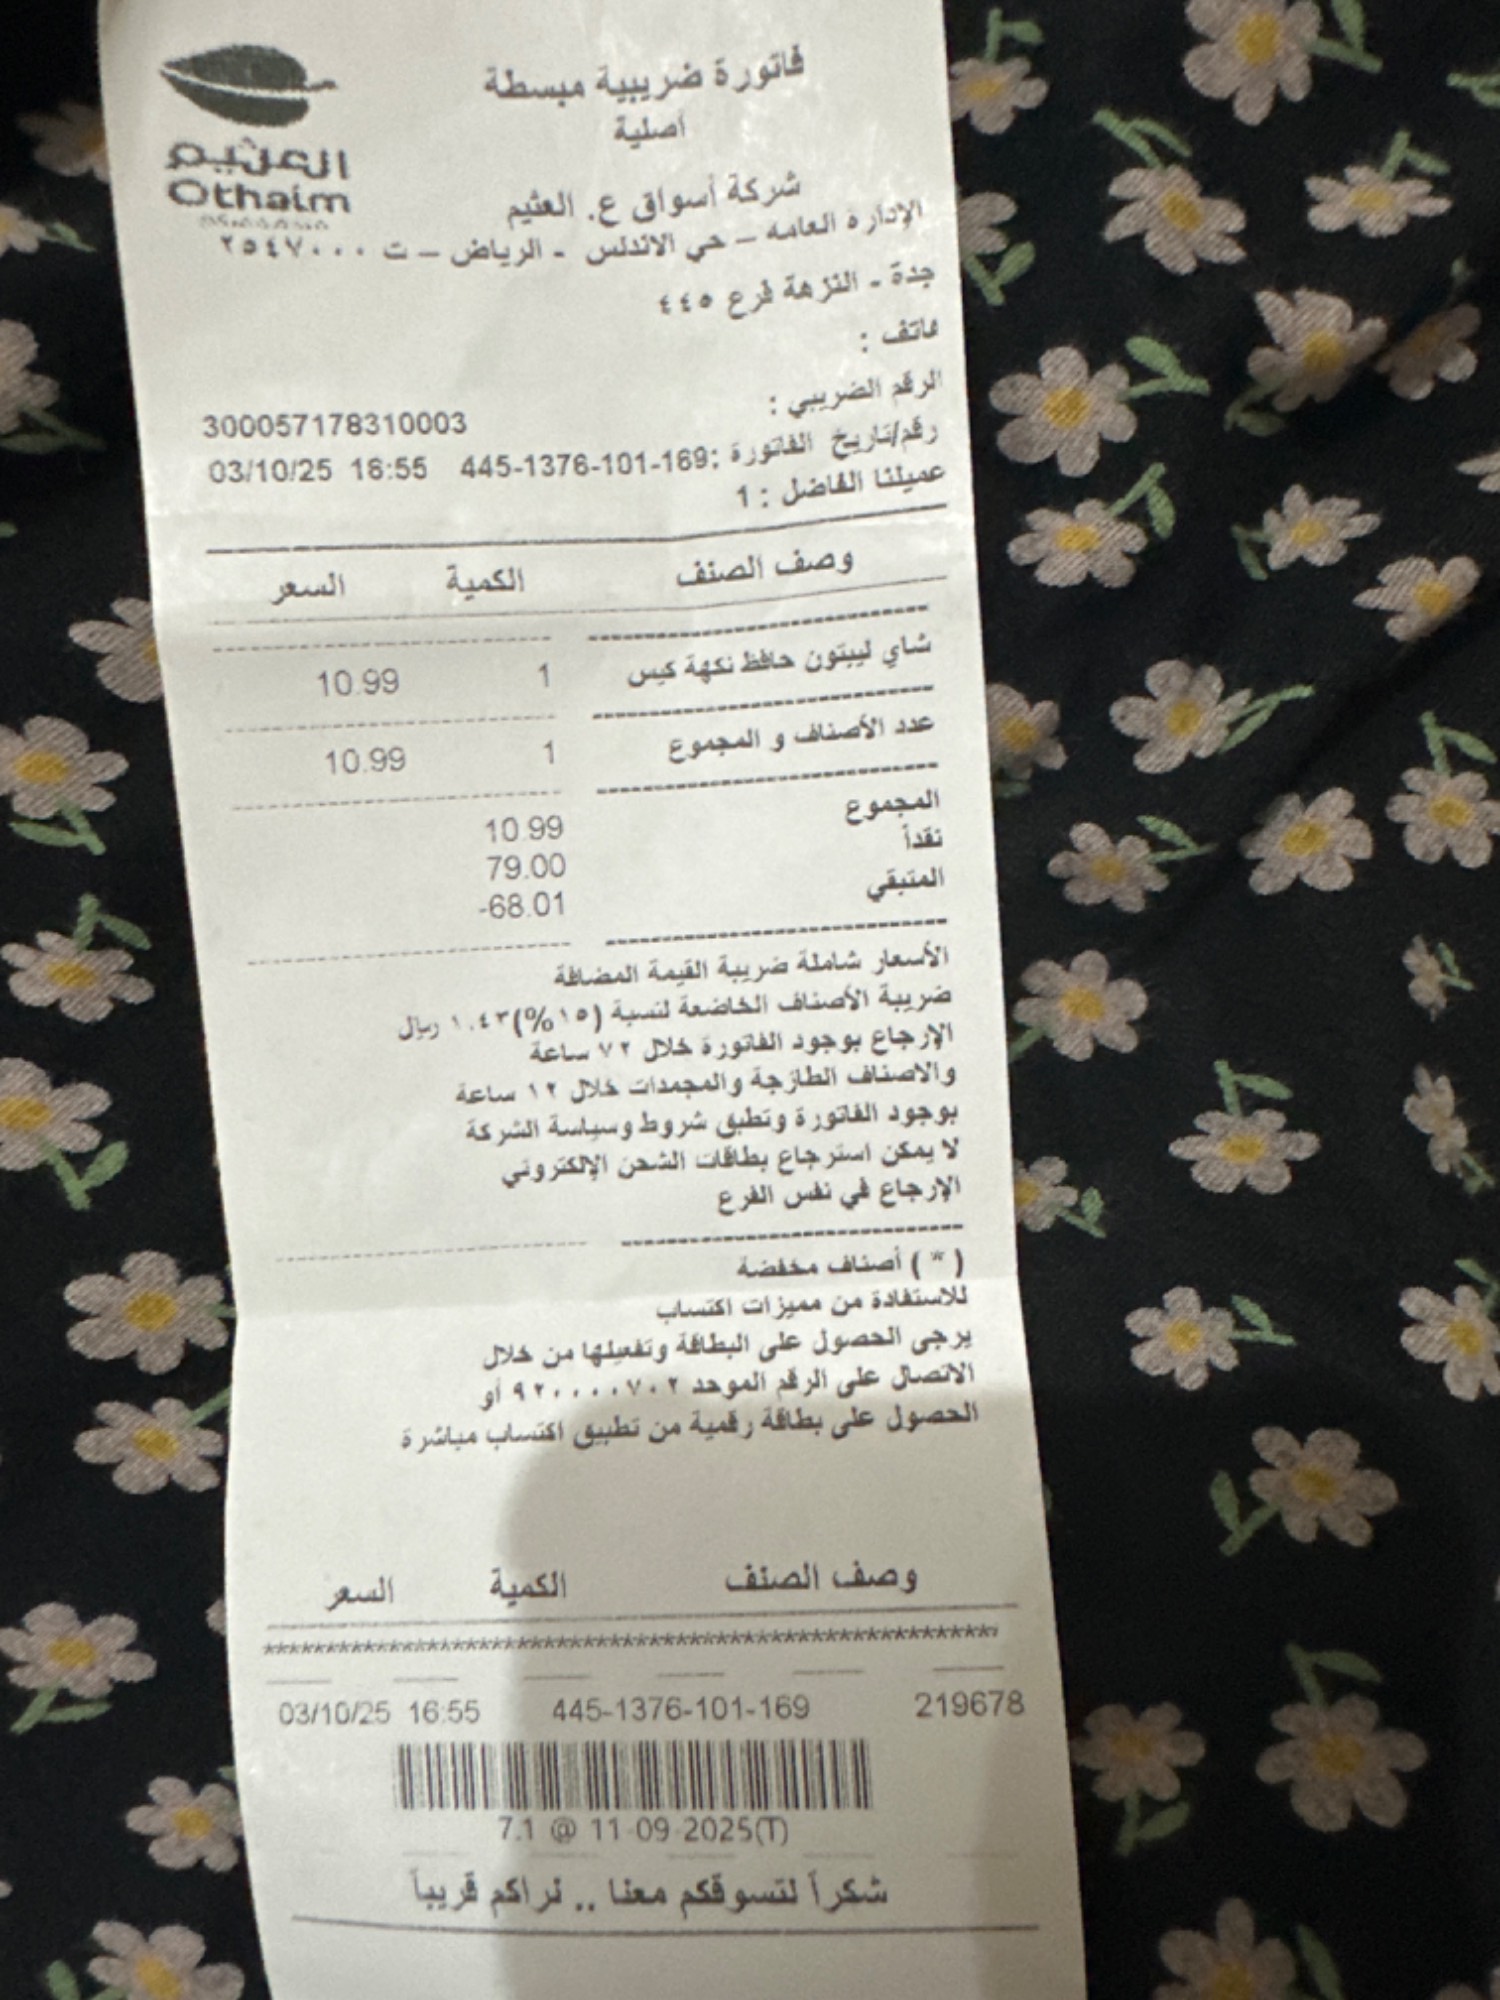 فاتورة ضريبية مبسطة
أصلية
العثيم
Othaim
شركة أسواق ع. العثيم
الإدارة العامه – حي الاندلس - الرياض – ت ٢٥٤٧٠٠٠
جدة - النزهة فرع ٤٤٥
هاتف :
الرقم الضريبي : 300057178310003
رقم/تاريخ الفاتورة :445-1376-101-169 03/10/25 16:55
عميلنا الفاضل : 1
وصف الصنف الكمية السعر
شاي ليبتون حافظ نكهة كيس 1 10.99
عدد الأصناف و المجموع 1 10.99
المجموع 10.99
نقداً 79.00
المتبقي -68.01
الأسعار شاملة ضريبة القيمة المضافة
ضريبة الأصناف الخاضعة لنسبة (١٥%)١.٤٣ ريال
الإرجاع بوجود الفاتورة خلال ٧٢ ساعة
والاصناف الطازجة والمجمدات خلال ١٢ ساعة
بوجود الفاتورة وتطبق شروط وسياسة الشركة
لا يمكن استرجاع بطاقات الشحن الإلكتروني
الإرجاع في نفس الفرع
( * ) أصناف مخفضة
للاستفادة من مميزات اكتساب
يرجى الحصول على البطاقة وتفعيلها من خلال
الاتصال على الرقم الموحد ٩٢٠٠٠٠٧٠٢ أو
الحصول على بطاقة رقمية من تطبيق اكتساب مباشرة
وصف الصنف الكمية السعر
03/10/25 16:55 445-1376-101-169 219678
7.1 @ 11-09-2025(T)
شكراً لتسوقكم معنا .. نراكم قريباً